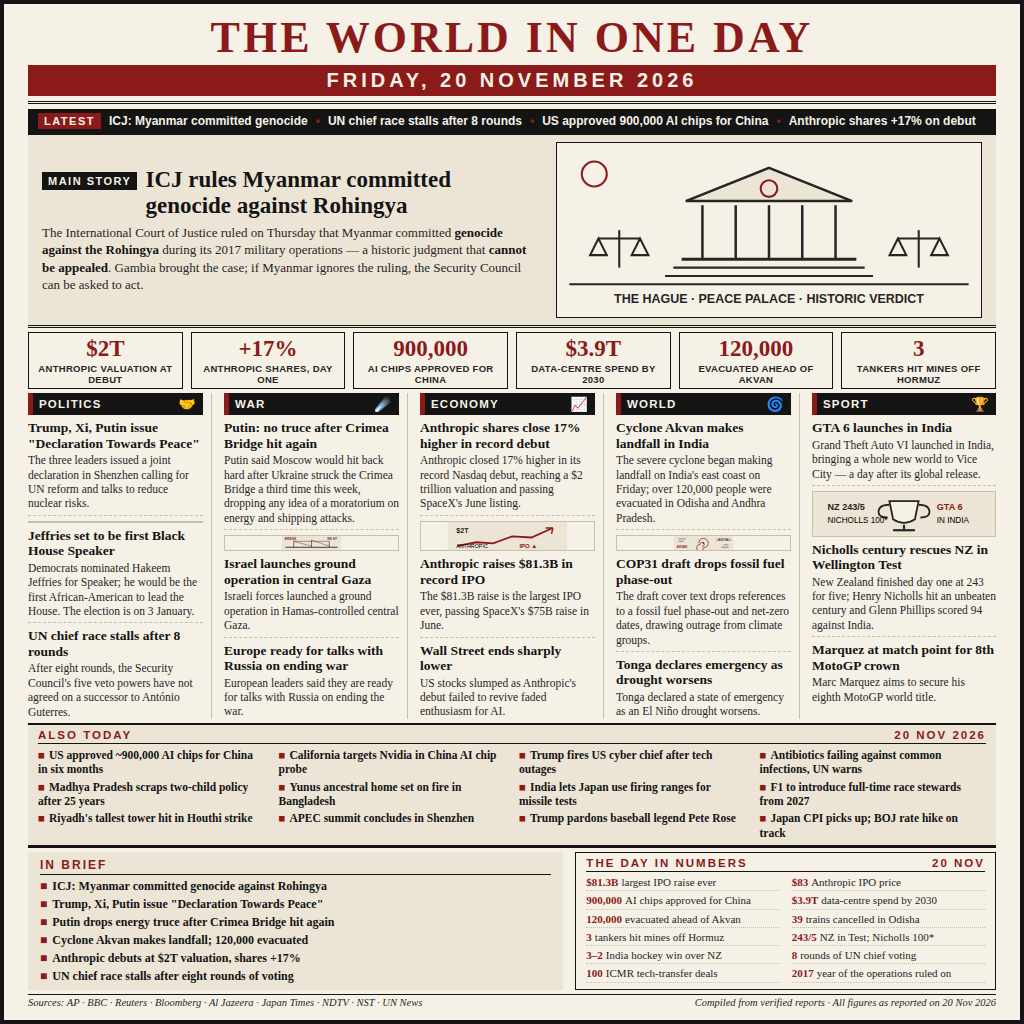 THE WORLD IN ONE DAY
FRIDAY, 20 NOVEMBER 2026
LATEST ICJ: Myanmar committed genocide • UN chief race stalls after 8 rounds • US approved 900,000 AI chips for China • Anthropic shares +17% on debut
MAIN STORY ICJ rules Myanmar committed
genocide against Rohingya
The International Court of Justice ruled on Thursday that Myanmar committed genocide
against the Rohingya during its 2017 military operations — a historic judgment that cannot
be appealed. Gambia brought the case; if Myanmar ignores the ruling, the Security Council
can be asked to act.
THE HAGUE · PEACE PALACE · HISTORIC VERDICT
$2T
ANTHROPIC VALUATION AT
DEBUT
+17%
ANTHROPIC SHARES, DAY
ONE
900,000
AI CHIPS APPROVED FOR
CHINA
$3.9T
DATA-CENTRE SPEND BY
2030
120,000
EVACUATED AHEAD OF
AKVAN
3
TANKERS HIT MINES OFF
HORMUZ
POLITICS 🤝
Trump, Xi, Putin issue
"Declaration Towards Peace"
The three leaders issued a joint
declaration in Shenzhen calling for
UN reform and talks to reduce
nuclear risks.
Jeffries set to be first Black
House Speaker
Democrats nominated Hakeem
Jeffries for Speaker; he would be the
first African-American to lead the
House. The election is on 3 January.
UN chief race stalls after 8
rounds
After eight rounds, the Security
Council's five veto powers have not
agreed on a successor to António
Guterres.
WAR ☄️
Putin: no truce after Crimea
Bridge hit again
Putin said Moscow would hit back
hard after Ukraine struck the Crimea
Bridge a third time this week,
dropping any idea of a moratorium on
energy and shipping attacks.
Israel launches ground
operation in central Gaza
Israeli forces launched a ground
operation in Hamas-controlled central
Gaza.
Europe ready for talks with
Russia on ending war
European leaders said they are ready
for talks with Russia on ending the
war.
ECONOMY 📈
Anthropic shares close 17%
higher in record debut
Anthropic closed 17% higher in its
record Nasdaq debut, reaching a $2
trillion valuation and passing
SpaceX's June listing.
$2T
ANTHROPIC IPO ▲
Anthropic raises $81.3B in
record IPO
The $81.3B raise is the largest IPO
ever, passing SpaceX's $75B raise in
June.
Wall Street ends sharply
lower
US stocks slumped as Anthropic's
debut failed to revive faded
enthusiasm for AI.
WORLD 🌀
Cyclone Akvan makes
landfall in India
The severe cyclone began making
landfall on India's east coast on
Friday; over 120,000 people were
evacuated in Odisha and Andhra
Pradesh.
COP31 draft drops fossil fuel
phase-out
The draft cover text drops references
to a fossil fuel phase-out and net-zero
dates, drawing outrage from climate
groups.
Tonga declares emergency as
drought worsens
Tonga declared a state of emergency
as an El Niño drought worsens.
SPORT 🏆
GTA 6 launches in India
Grand Theft Auto VI launched in India,
bringing a whole new world to Vice
City — a day after its global release.
NZ 243/5 GTA 6
NICHOLLS 100* IN INDIA
Nicholls century rescues NZ in
Wellington Test
New Zealand finished day one at 243
for five; Henry Nicholls hit an unbeaten
century and Glenn Phillips scored 94
against India.
Marquez at match point for 8th
MotoGP crown
Marc Marquez aims to secure his
eighth MotoGP world title.
ALSO TODAY 20 NOV 2026
■ US approved ~900,000 AI chips for China
in six months
■ Madhya Pradesh scraps two-child policy
after 25 years
■ Riyadh's tallest tower hit in Houthi strike
■ California targets Nvidia in China AI chip
probe
■ Yunus ancestral home set on fire in
Bangladesh
■ APEC summit concludes in Shenzhen
■ Trump fires US cyber chief after tech
outages
■ India lets Japan use firing ranges for
missile tests
■ Trump pardons baseball legend Pete Rose
■ Antibiotics failing against common
infections, UN warns
■ F1 to introduce full-time race stewards
from 2027
■ Japan CPI picks up; BOJ rate hike on
track
IN BRIEF
■ ICJ: Myanmar committed genocide against Rohingya
■ Trump, Xi, Putin issue "Declaration Towards Peace"
■ Putin drops energy truce after Crimea Bridge hit again
■ Cyclone Akvan makes landfall; 120,000 evacuated
■ Anthropic debuts at $2T valuation, shares +17%
■ UN chief race stalls after eight rounds of voting
THE DAY IN NUMBERS 20 NOV
$81.3B largest IPO raise ever
900,000 AI chips approved for China
120,000 evacuated ahead of Akvan
3 tankers hit mines off Hormuz
3–2 India hockey win over NZ
100 ICMR tech-transfer deals
$83 Anthropic IPO price
$3.9T data-centre spend by 2030
39 trains cancelled in Odisha
243/5 NZ in Test; Nicholls 100*
8 rounds of UN chief voting
2017 year of the operations ruled on
Sources: AP · BBC · Reuters · Bloomberg · Al Jazeera · Japan Times · NDTV · NST · UN News
Compiled from verified reports · All figures as reported on 20 Nov 2026